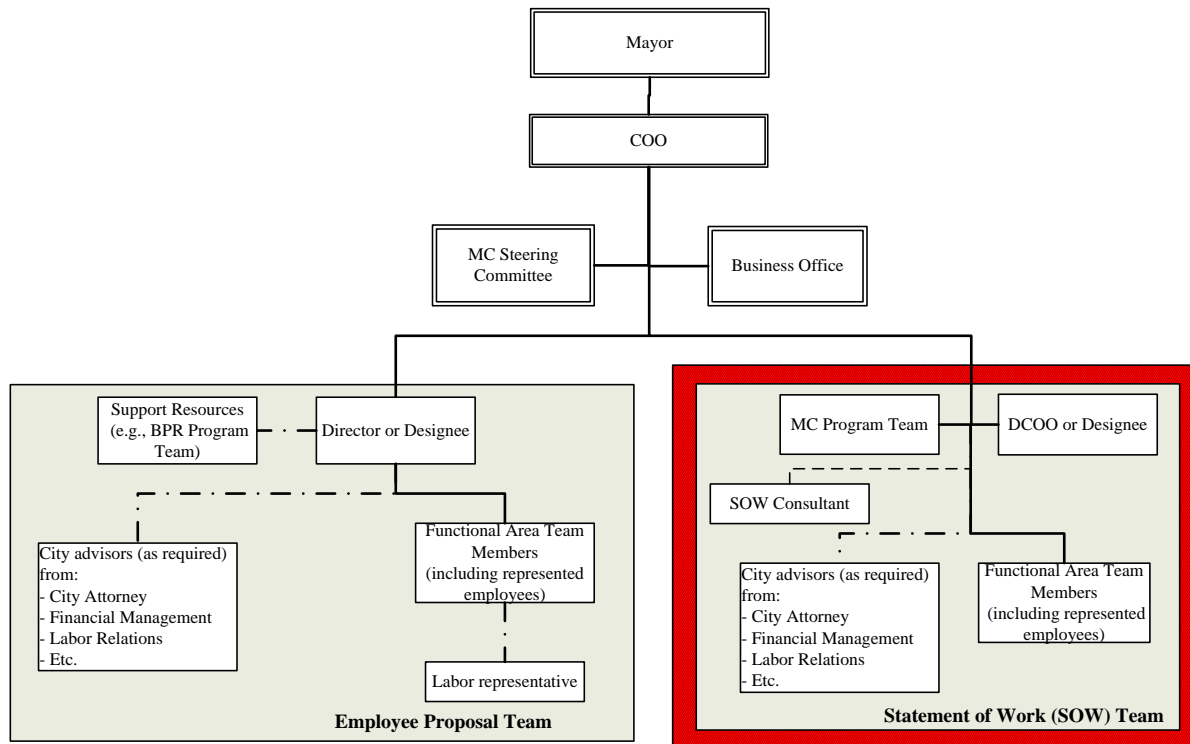 Mayor
COO
MC Steering
Committee
Business Office
Support Resources
(e.g., BPR Program
Team)
Director or Designee
City advisors (as required)
from:
- City Attorney
- Financial Management
- Labor Relations
- Etc.
Functional Area Team
Members
(including represented
employees)
Labor representative
Employee Proposal Team
MC Program Team
DCOO or Designee
SOW Consultant
City advisors (as required)
from:
- City Attorney
- Financial Management
- Labor Relations
- Etc.
Functional Area Team
Members
(including represented
employees)
Statement of Work (SOW) Team